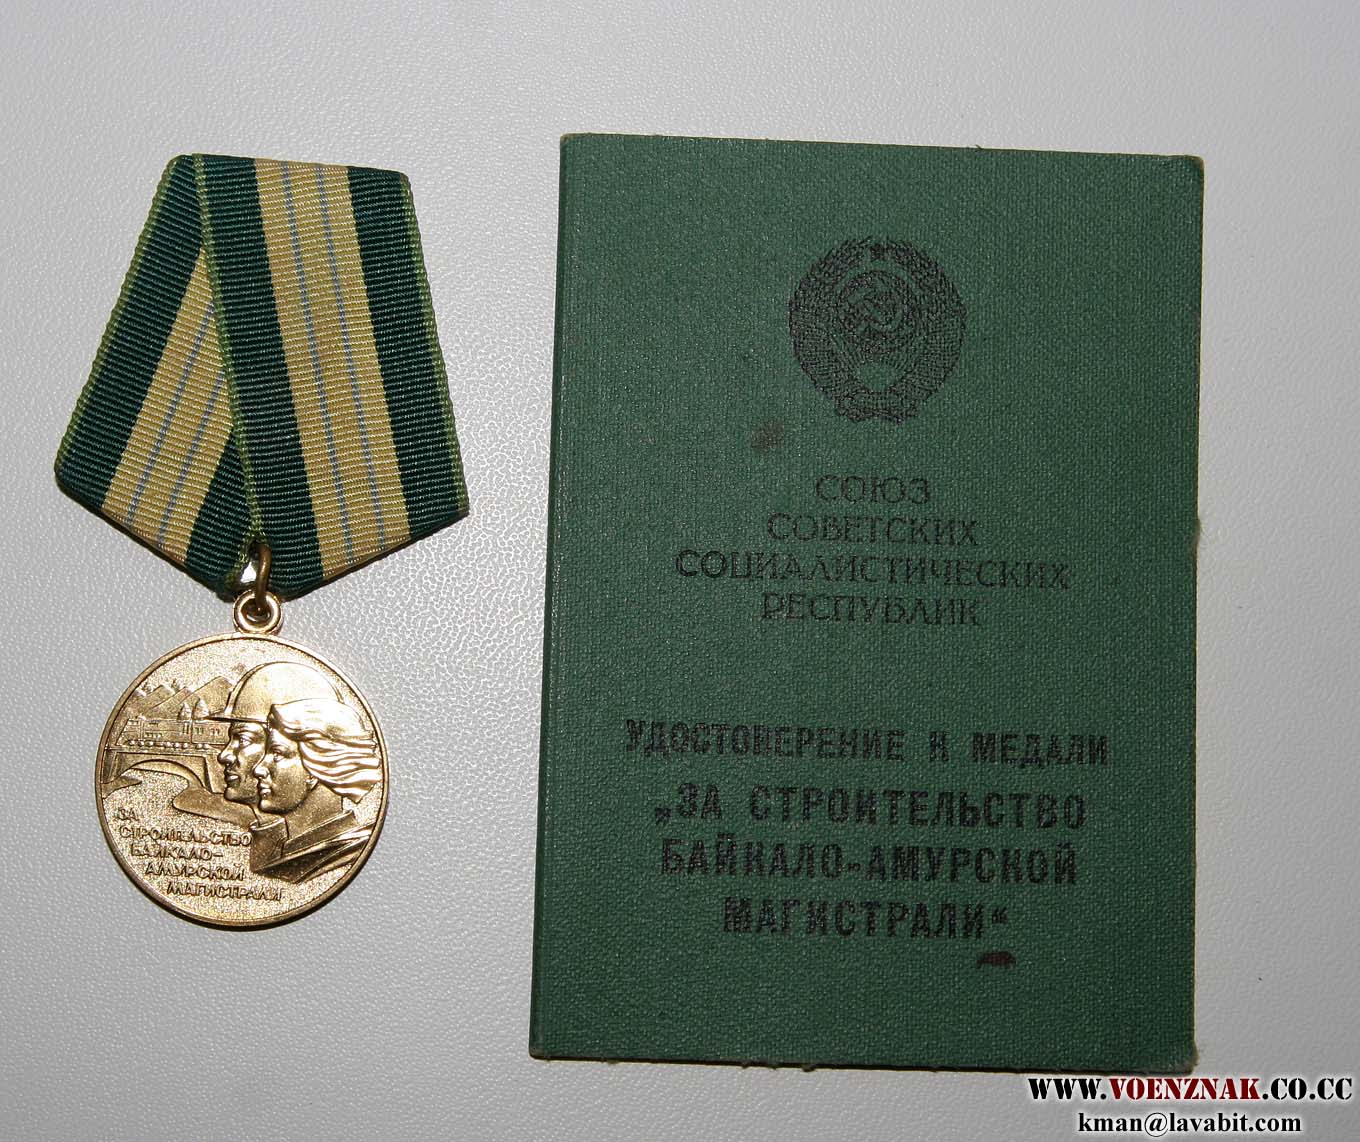 ЗА
СТРОИТЕЛЬСТВО
БАЙКАЛО-
АМУРСКОЙ
МАГИСТРАЛИ
СОЮЗ
СОВЕТСКИХ
СОЦИАЛИСТИЧЕСКИХ
РЕСПУБЛИК
УДОСТОВЕРЕНИЕ К МЕДАЛИ
„ЗА СТРОИТЕЛЬСТВО
БАЙКАЛО-АМУРСКОЙ
МАГИСТРАЛИ“
WWW.VOENZNAK.CO.CC
kman@lavabit.com